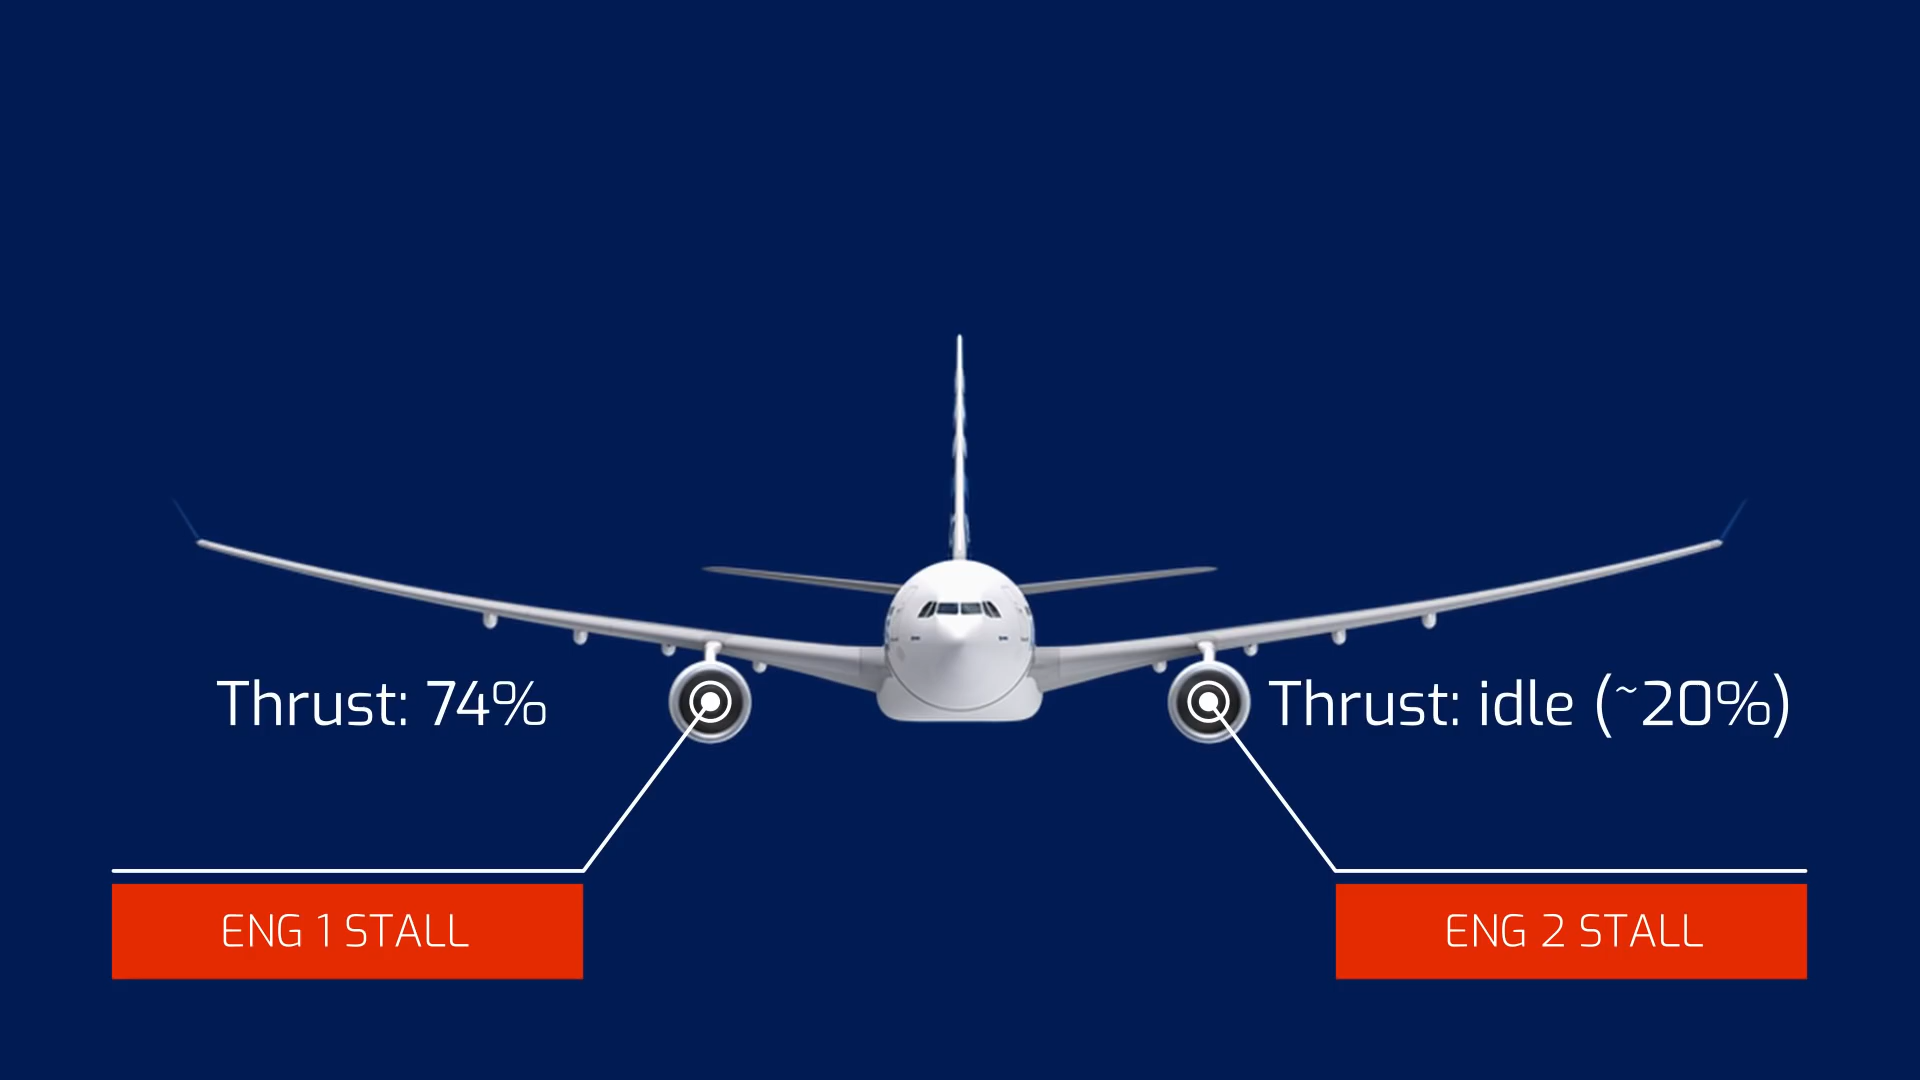 Thrust: 74%
Thrust: idle (~20%)
ENG 1 STALL
ENG 2 STALL